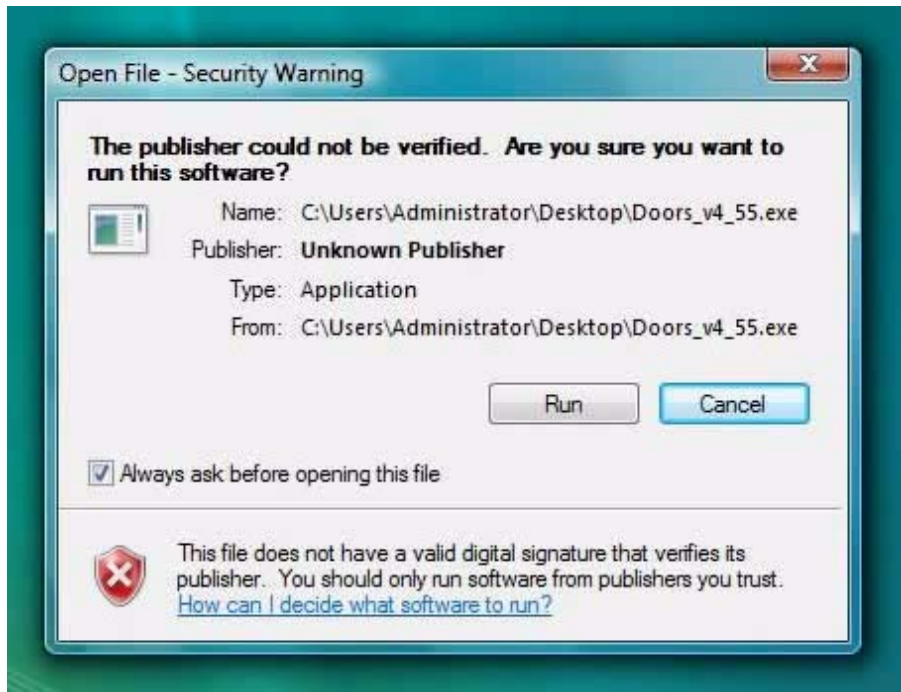 Open File - Security Warning
The publisher could not be verified. Are you sure you want to
run this software?
Name: C:\Users\Administrator\Desktop\Doors_v4_55.exe
Publisher: Unknown Publisher
Type: Application
From: C:\Users\Administrator\Desktop\Doors_v4_55.exe
Run Cancel
Always ask before opening this file
This file does not have a valid digital signature that verifies its
publisher. You should only run software from publishers you trust.
How can I decide what software to run?